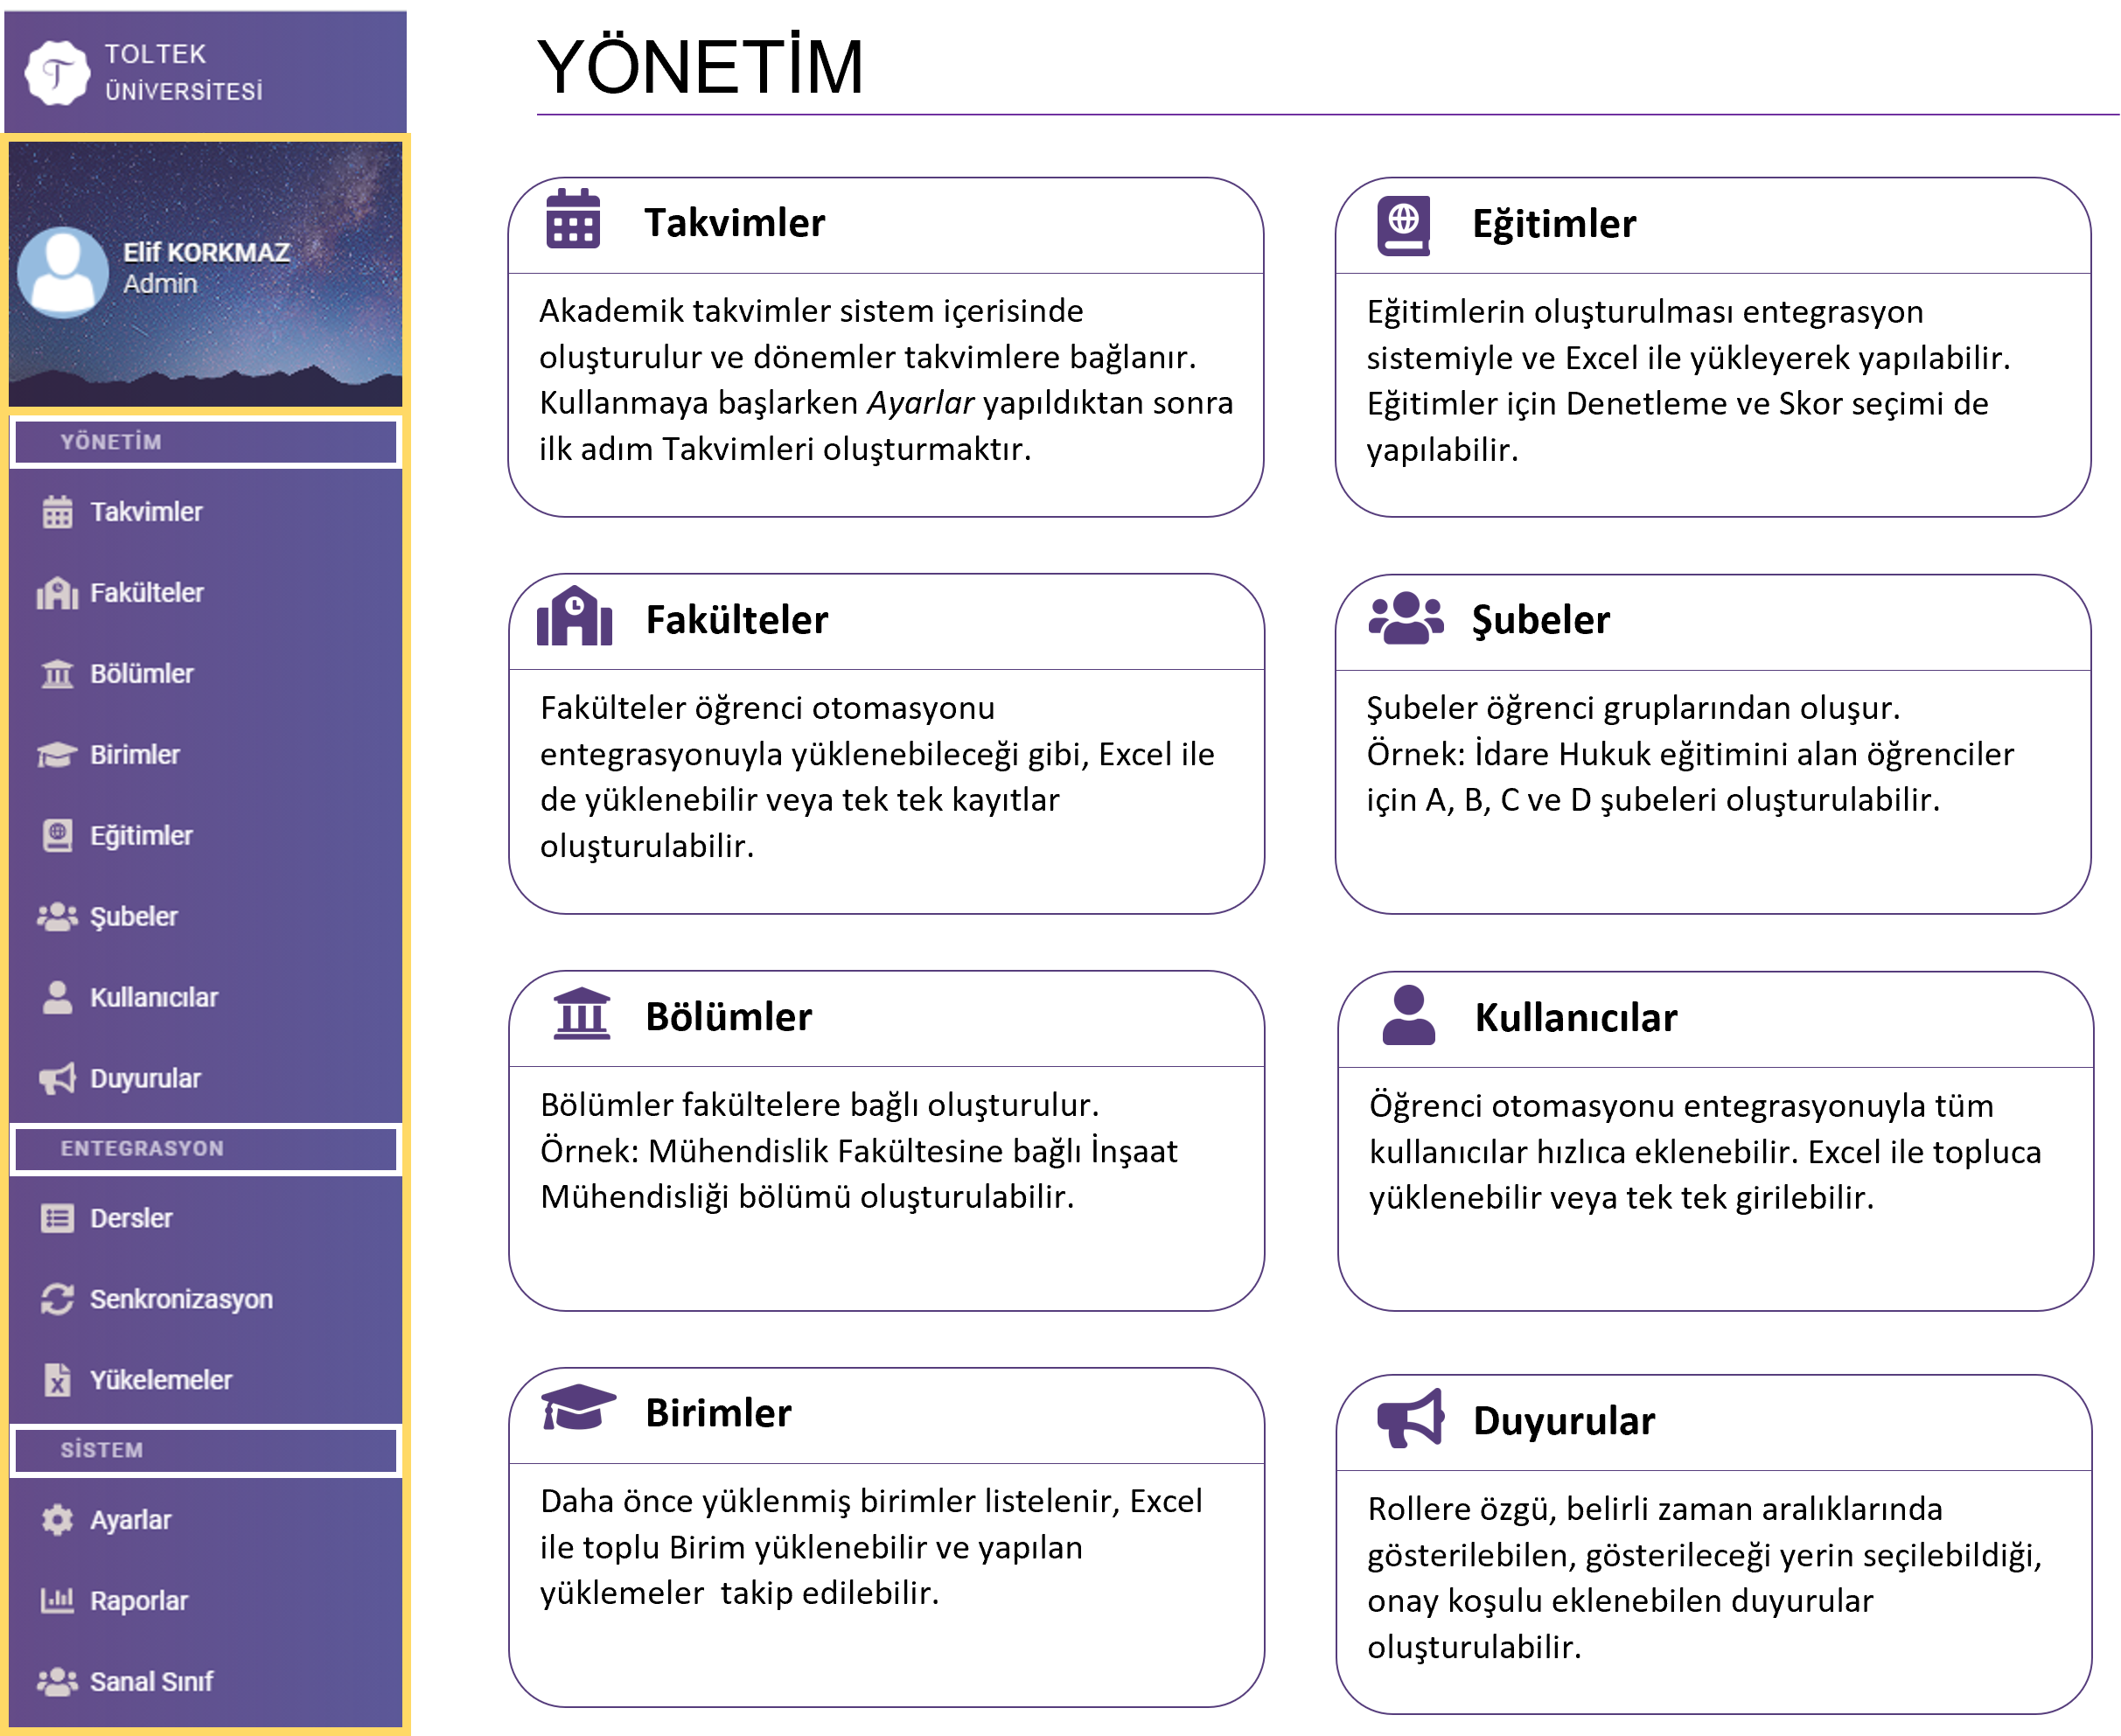 TOLTEK
ÜNİVERSİTESİ
Elif KORKMAZ
Admin
YÖNETİM
Takvimler
Fakülteler
Bölümler
Birimler
Eğitimler
Şubeler
Kullanıcılar
Duyurular
ENTEGRASYON
Dersler
Senkronizasyon
Yükelemeler
SİSTEM
Ayarlar
Raporlar
Sanal Sınıf
YÖNETİM
Takvimler
Akademik takvimler sistem içerisinde
oluşturulur ve dönemler takvimlere bağlanır.
Kullanmaya başlarken Ayarlar yapıldıktan sonra
ilk adım Takvimleri oluşturmaktır.
Eğitimler
Eğitimlerin oluşturulması entegrasyon
sistemiyle ve Excel ile yükleyerek yapılabilir.
Eğitimler için Denetleme ve Skor seçimi de
yapılabilir.
Fakülteler
Fakülteler öğrenci otomasyonu
entegrasyonuyla yüklenebileceği gibi, Excel ile
de yüklenebilir veya tek tek kayıtlar
oluşturulabilir.
Şubeler
Şubeler öğrenci gruplarından oluşur.
Örnek: İdare Hukuk eğitimini alan öğrenciler
için A, B, C ve D şubeleri oluşturulabilir.
Bölümler
Bölümler fakültelere bağlı oluşturulur.
Örnek: Mühendislik Fakültesine bağlı İnşaat
Mühendisliği bölümü oluşturulabilir.
Kullanıcılar
Öğrenci otomasyonu entegrasyonuyla tüm
kullanıcılar hızlıca eklenebilir. Excel ile topluca
yüklenebilir veya tek tek girilebilir.
Birimler
Daha önce yüklenmiş birimler listelenir, Excel
ile toplu Birim yüklenebilir ve yapılan
yüklemeler  takip edilebilir.
Duyurular
Rollere özgü, belirli zaman aralıklarında
gösterilebilen, gösterileceği yerin seçilebildiği,
onay koşulu eklenebilen duyurular
oluşturulabilir.